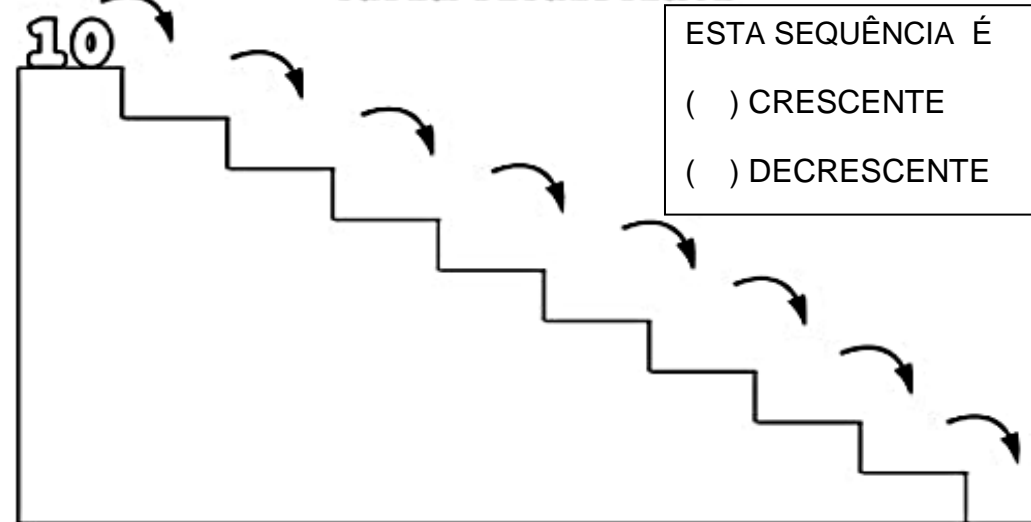 10
ESTA SEQUÊNCIA É
( ) CRESCENTE
( ) DECRESCENTE